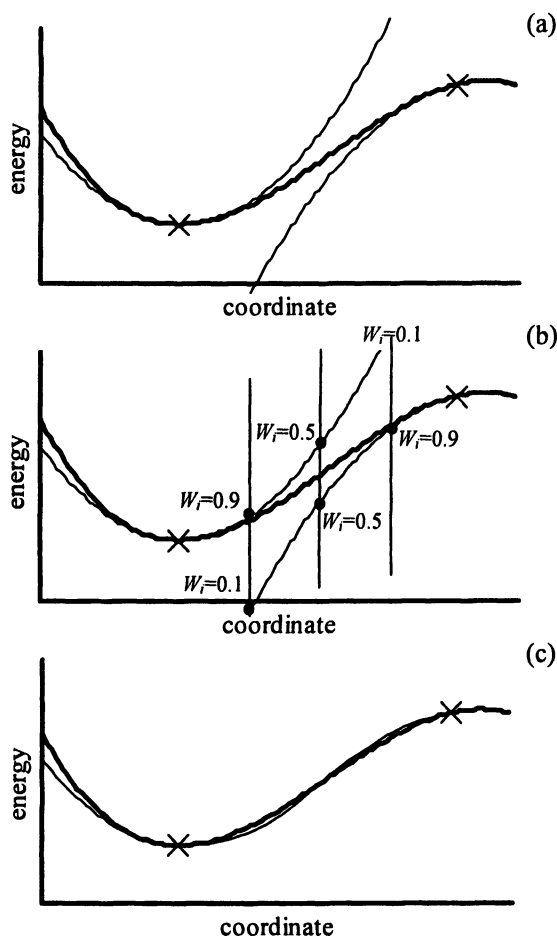 (a)
energy
coordinate
(b)
Wᵢ=0.1
Wᵢ=0.5
Wᵢ=0.9
Wᵢ=0.9
Wᵢ=0.5
Wᵢ=0.1
energy
coordinate
(c)
energy
coordinate